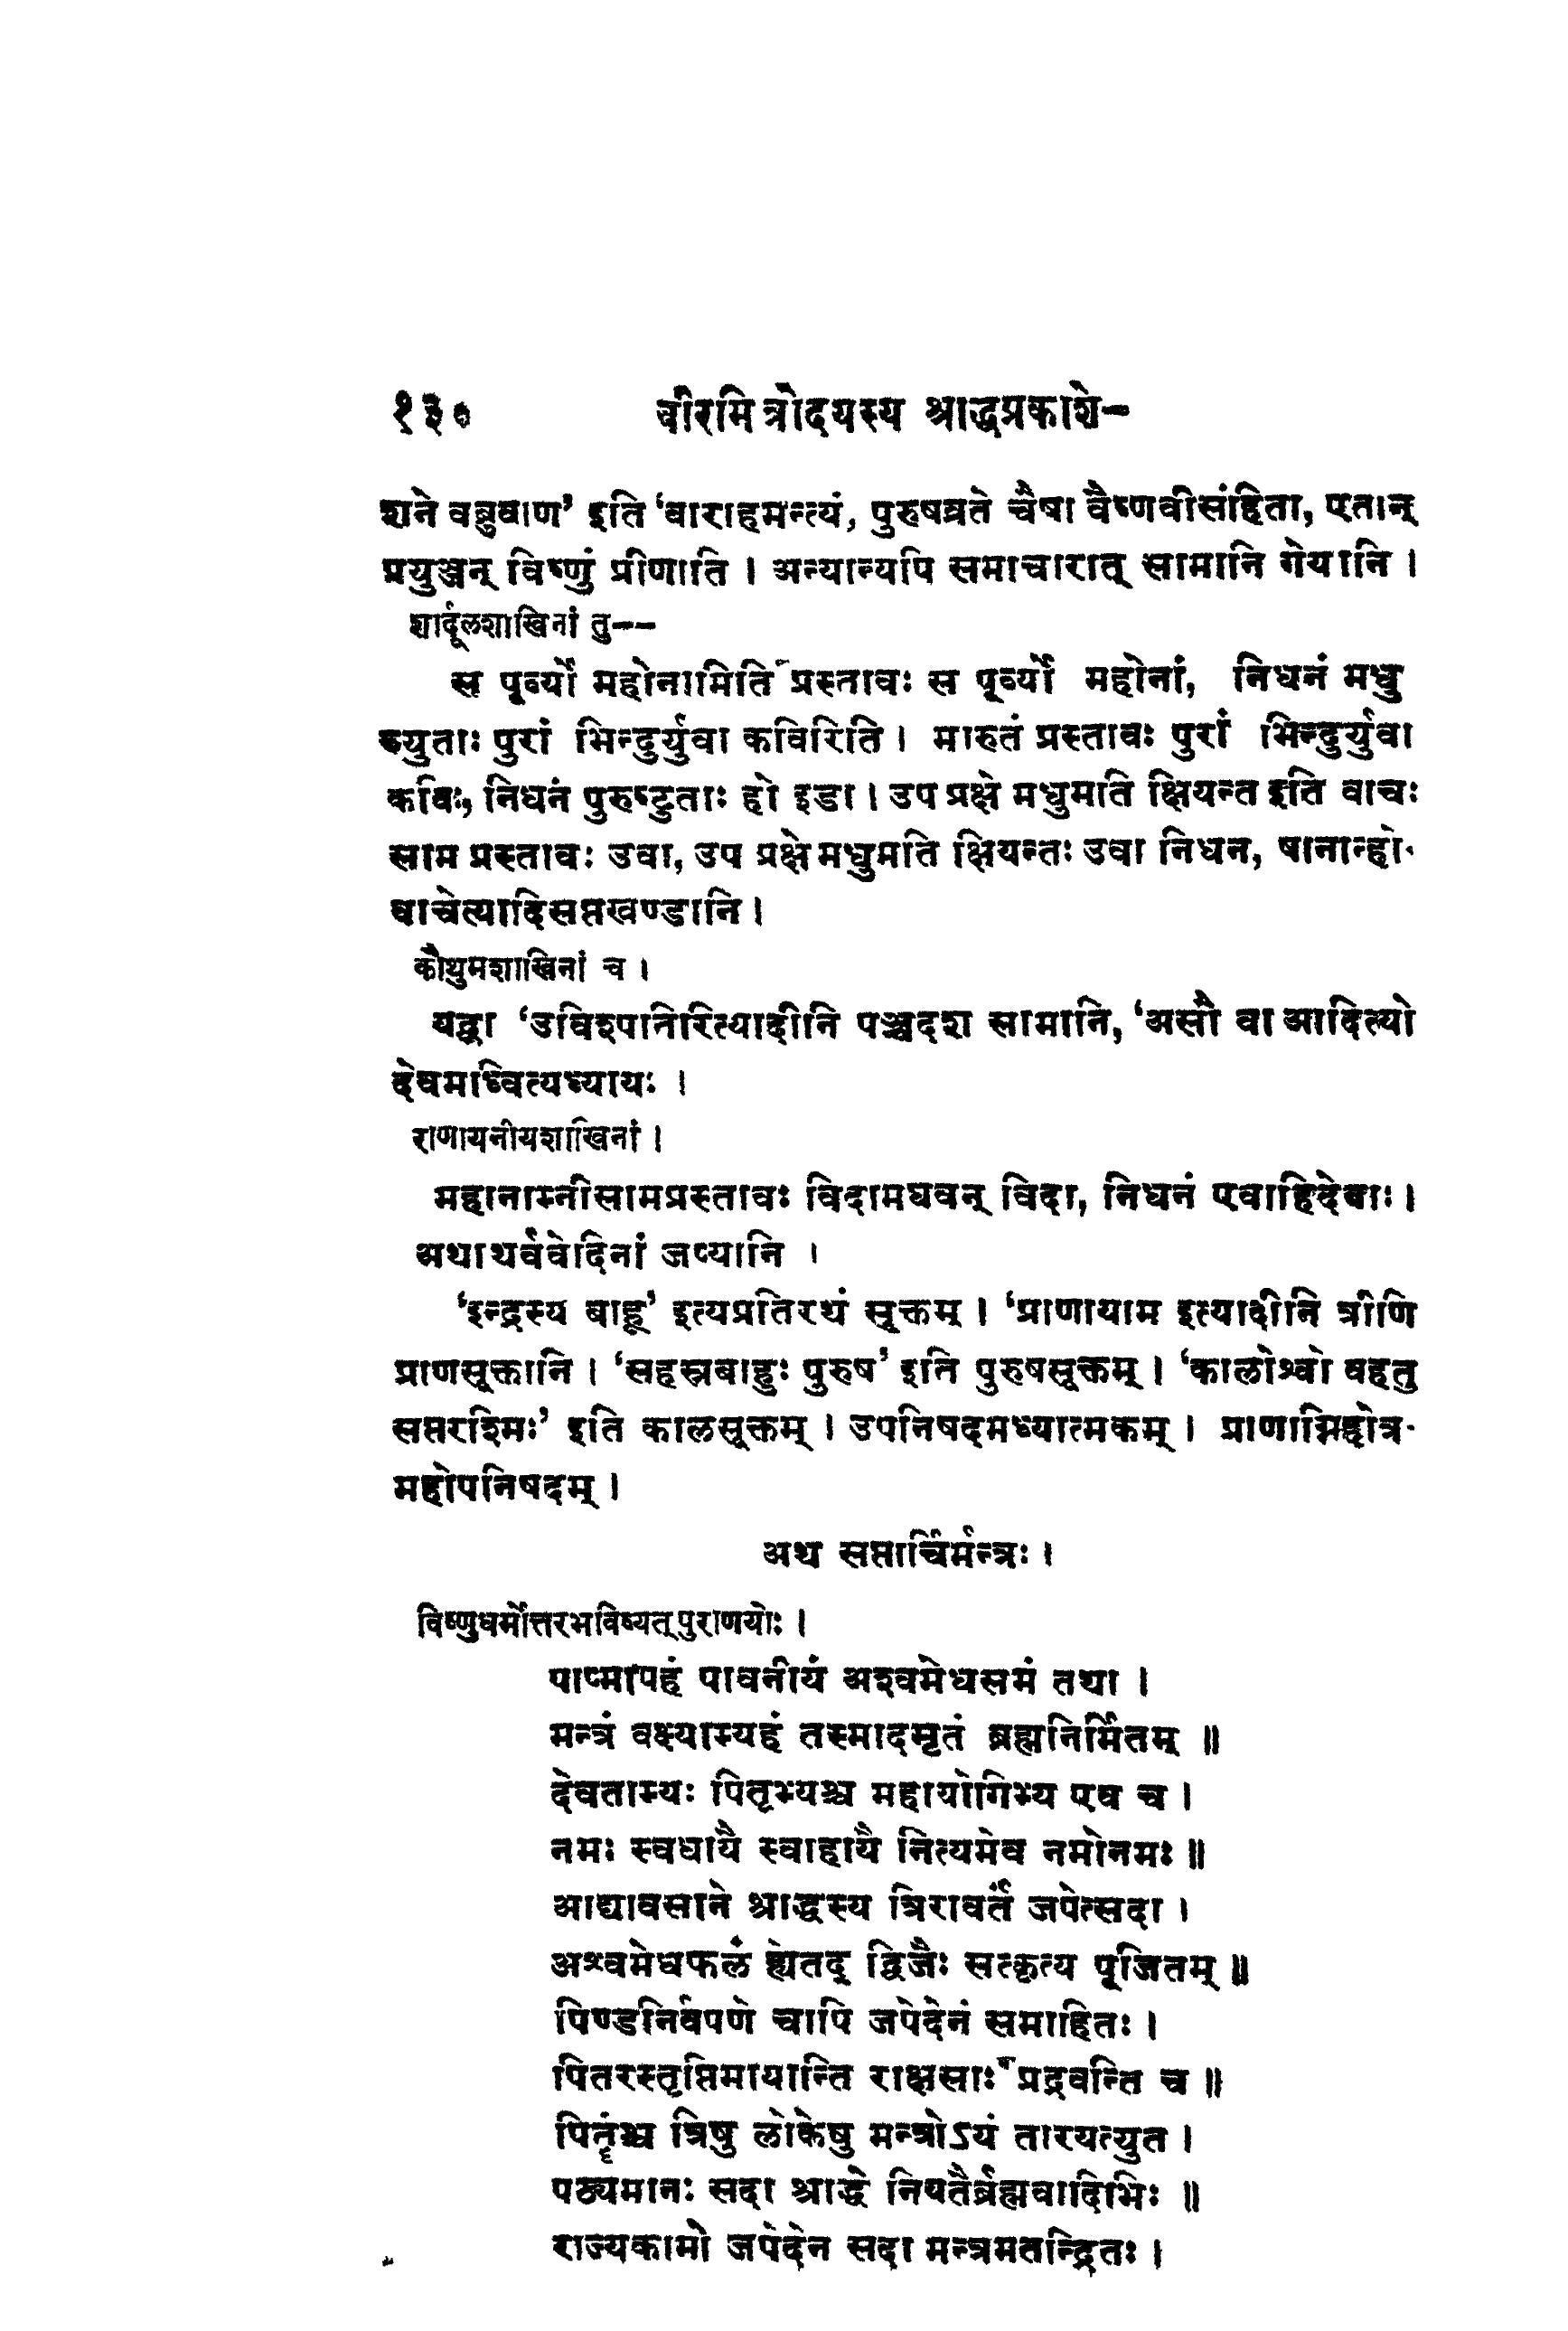 १३० वीरमित्रोदयस्य श्राद्धप्रकाशे-
शने वब्रुवाण’ इति ‘वाराहमन्त्यं, पुरुषव्रते चैषा वैष्णवीसंहिता, एतान्
प्रयुञ्जन् विष्णुं प्रीणाति । अन्यान्यपि समाचारात् सामानि गेयानि ।
शार्दूलशाखिनां तु--
स पूर्व्यो महोनामिति प्रस्तावः स पूर्व्यो महोनां, निधनं मधु
श्च्युताः पुरां भिन्दुर्युवा कविरिति । मारुतं प्रस्तावः पुरां भिन्दुर्युवा
कविः, निधनं पुरुष्टुताः हो इडा । उप प्रक्षे मधुमति क्षियन्त इति वाचः
साम प्रस्तावः उवा, उप प्रक्षे मधुमति क्षियन्तः उवा निधन, षानान्हो-
वाचेत्यादिसप्तखण्डानि ।
कौथुमशाखिनां च ।
यद्वा ‘उविश्पानिरित्यादीनि पञ्चदश सामानि, ‘असौ वा आदित्यो
देवमाध्वित्यध्यायः ।
राणायनीयशाखिनां ।
महानाम्नीसामप्रस्तावः विदामघवन् विदा, निधनं एवाहिदेवाः ।
अथाथर्ववेदिनां जप्यानि ।
‘इन्द्रस्य बाहू’ इत्यप्रतिरथं सूक्तम् । ‘प्राणायाम इत्यादीनि त्रीणि
प्राणसूक्तानि । ‘सहस्रबाहुः पुरुष’ इति पुरुषसूक्तम् । ‘कालोश्वो वहतु
सप्तरश्मिः’ इति कालसूक्तम् । उपनिषदमध्यात्मकम् । प्राणाग्निहोत्र-
महोपनिषदम् ।
अथ सप्तार्चिर्मन्त्रः ।
विष्णुधर्मोत्तरभविष्यत्पुराणयोः ।
पाप्मापहं पावनीयं अश्वमेधसमं तथा ।
मन्त्रं वक्ष्याम्यहं तस्मादमृतं ब्रह्मनिर्मितम् ॥
देवताभ्यः पितृभ्यश्च महायोगिभ्य एव च ।
नमः स्वधायै स्वाहायै नित्यमेव नमोनमः ॥
आद्यावसाने श्राद्धस्य त्रिरावर्तं जपेत्सदा ।
अश्वमेधफलं ह्येतद् द्विजैः सत्कृत्य पूजितम् ॥
पिण्डनिर्वपणे चापि जपेदेनं समाहितः ।
पितरस्तृप्तिमायान्ति राक्षसाः प्रद्रवन्ति च ॥
पितॄंश्च त्रिषु लोकेषु मन्त्रोऽयं तारयत्युत ।
पठ्यमानः सदा श्राद्धे नियतैर्ब्रह्मवादिभिः ॥
राज्यकामो जपेदेन सदा मन्त्रमतन्द्रितः ।